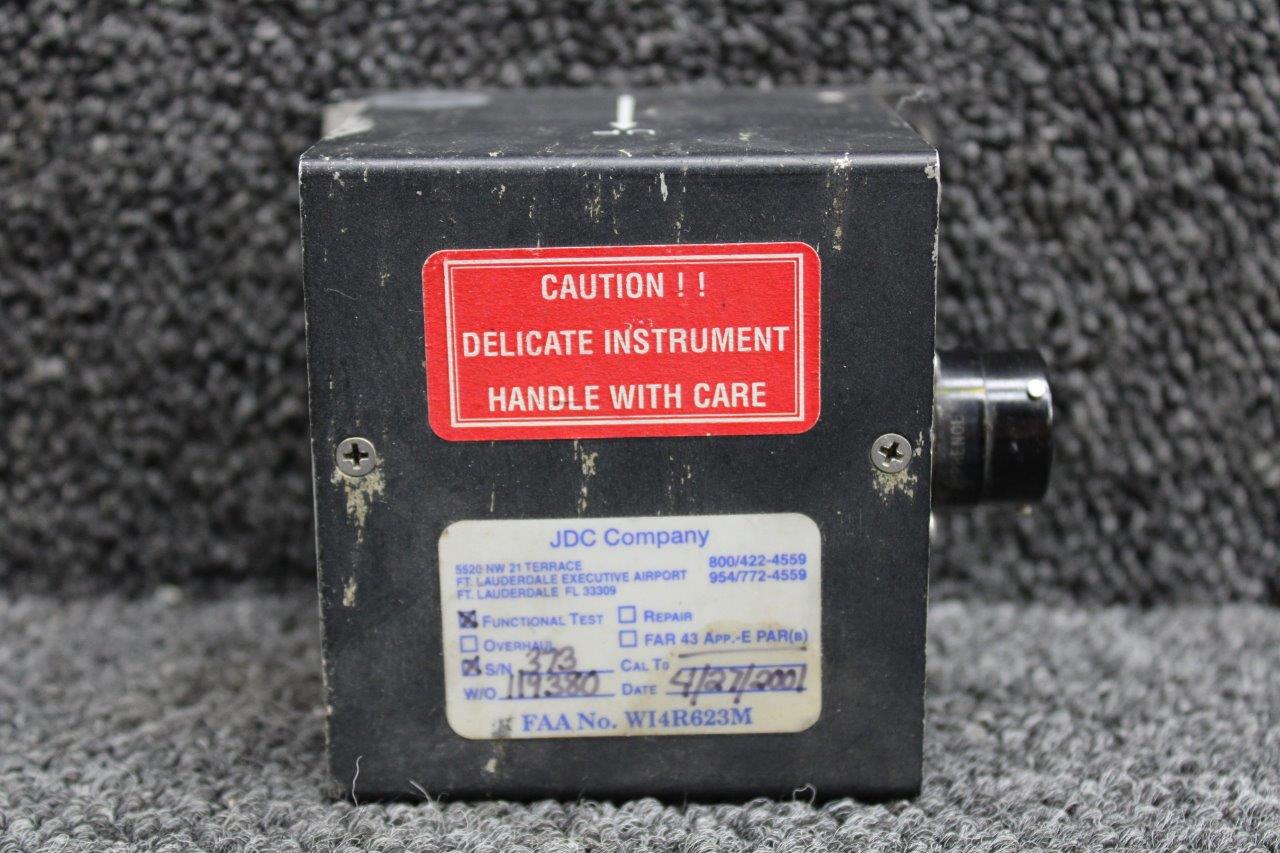 CAUTION ! !
DELICATE INSTRUMENT
HANDLE WITH CARE
JDC Company
5520 NW 21 TERRACE 800/422-4559
FT. LAUDERDALE EXECUTIVE AIRPORT 954/772-4559
FT. LAUDERDALE FL 33309
FUNCTIONAL TEST REPAIR
OVERHAUL FAR 43 APP.-E PAR(B)
S/N 373 CAL TO
W/O 119380 DATE 4/27/2001
FAA No. WI4R623M